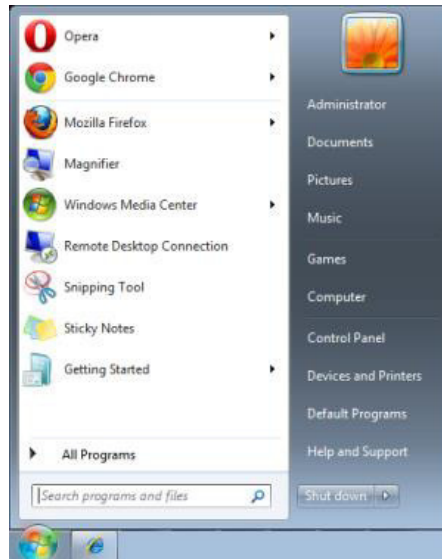 Opera
Google Chrome
Mozilla Firefox
Magnifier
Windows Media Center
Remote Desktop Connection
Snipping Tool
Sticky Notes
Getting Started
All Programs
Search programs and files
Administrator
Documents
Pictures
Music
Games
Computer
Control Panel
Devices and Printers
Default Programs
Help and Support
Shut down